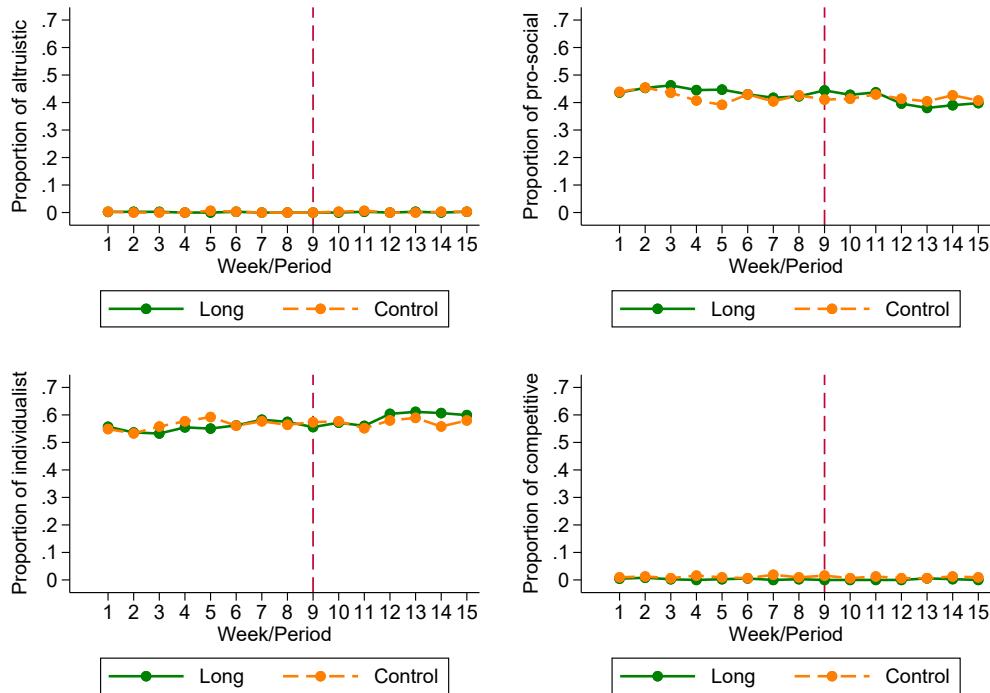 Proportion of altruistic
.7
.6
.5
.4
.3
.2
.1
0
1 2 3 4 5 6 7 8 9 10 11 12 13 14 15
Week/Period
Long Control
Proportion of pro-social
.7
.6
.5
.4
.3
.2
.1
0
1 2 3 4 5 6 7 8 9 10 11 12 13 14 15
Week/Period
Long Control
Proportion of individualist
.7
.6
.5
.4
.3
.2
.1
0
1 2 3 4 5 6 7 8 9 10 11 12 13 14 15
Week/Period
Long Control
Proportion of competitive
.7
.6
.5
.4
.3
.2
.1
0
1 2 3 4 5 6 7 8 9 10 11 12 13 14 15
Week/Period
Long Control